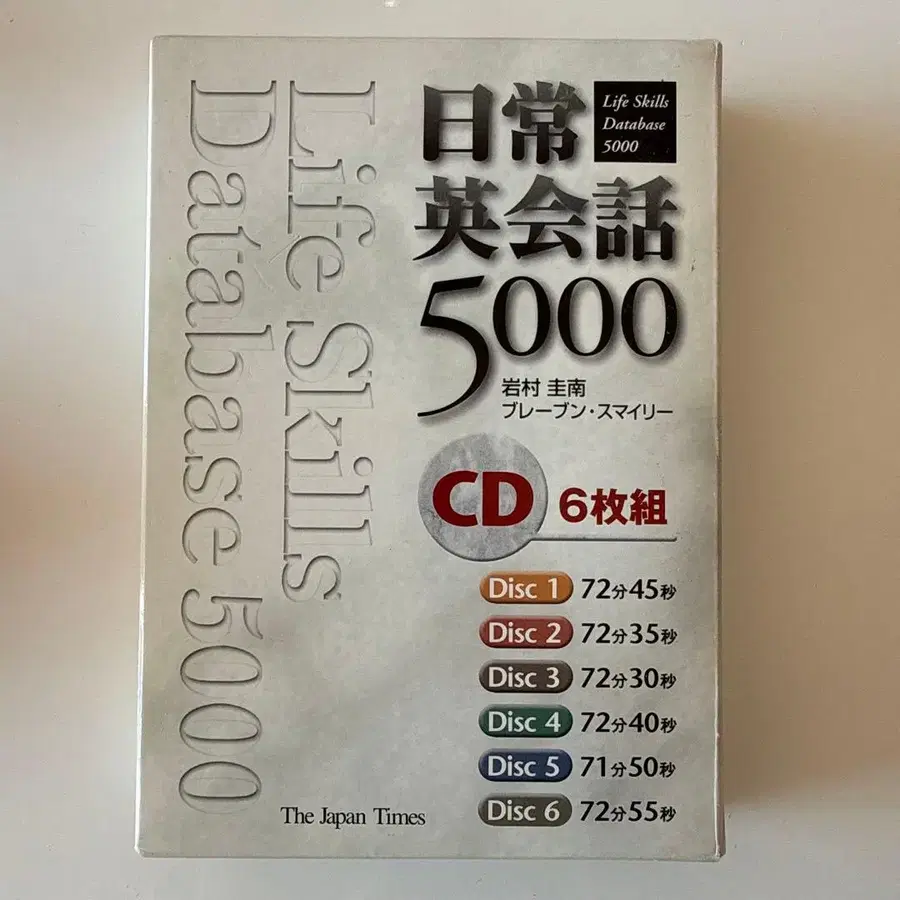 Life Skills
Database 5000
日常
英会話
5000
Life Skills
Database
5000
岩村 圭南
ブレーブン・スマイリー
CD 6枚組
Disc 1 72分45秒
Disc 2 72分35秒
Disc 3 72分30秒
Disc 4 72分40秒
Disc 5 71分50秒
Disc 6 72分55秒
The Japan Times